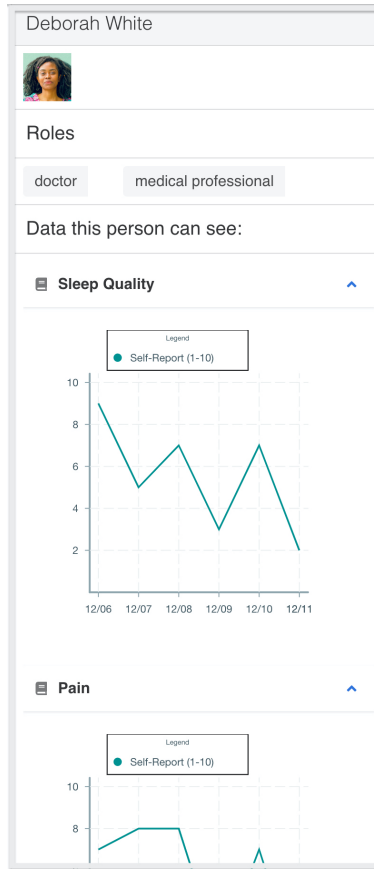 Deborah White
Roles
doctor medical professional
Data this person can see:
Sleep Quality
Legend
Self-Report (1-10)
10
8
6
4
2
12/06 12/07 12/08 12/09 12/10 12/11
Pain
Legend
Self-Report (1-10)
10
8